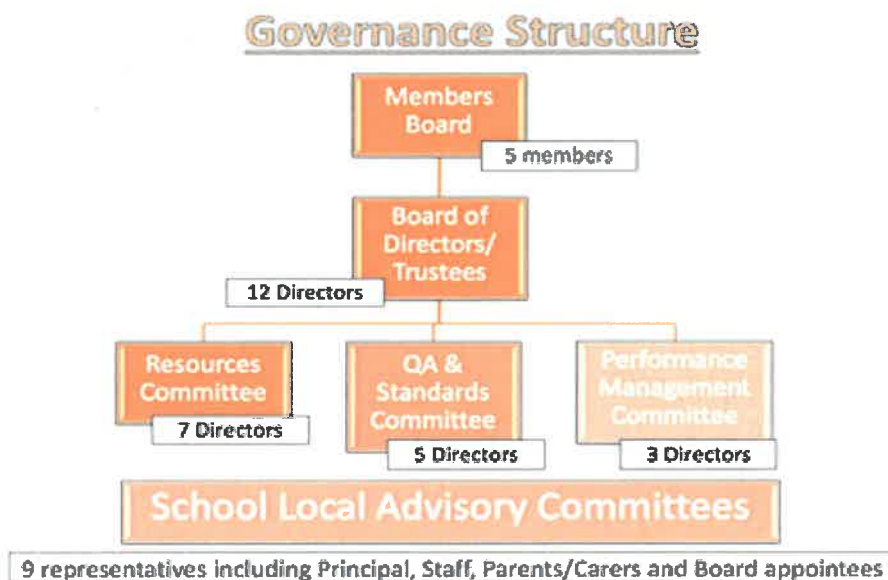 Governance Structure
Members
Board
5 members
Board of
Directors/
Trustees
12 Directors
Resources
Committee
7 Directors
QA &
Standards
Committee
5 Directors
Performance
Management
Committee
3 Directors
School Local Advisory Committees
9 representatives including Principal, Staff, Parents/Carers and Board appointees